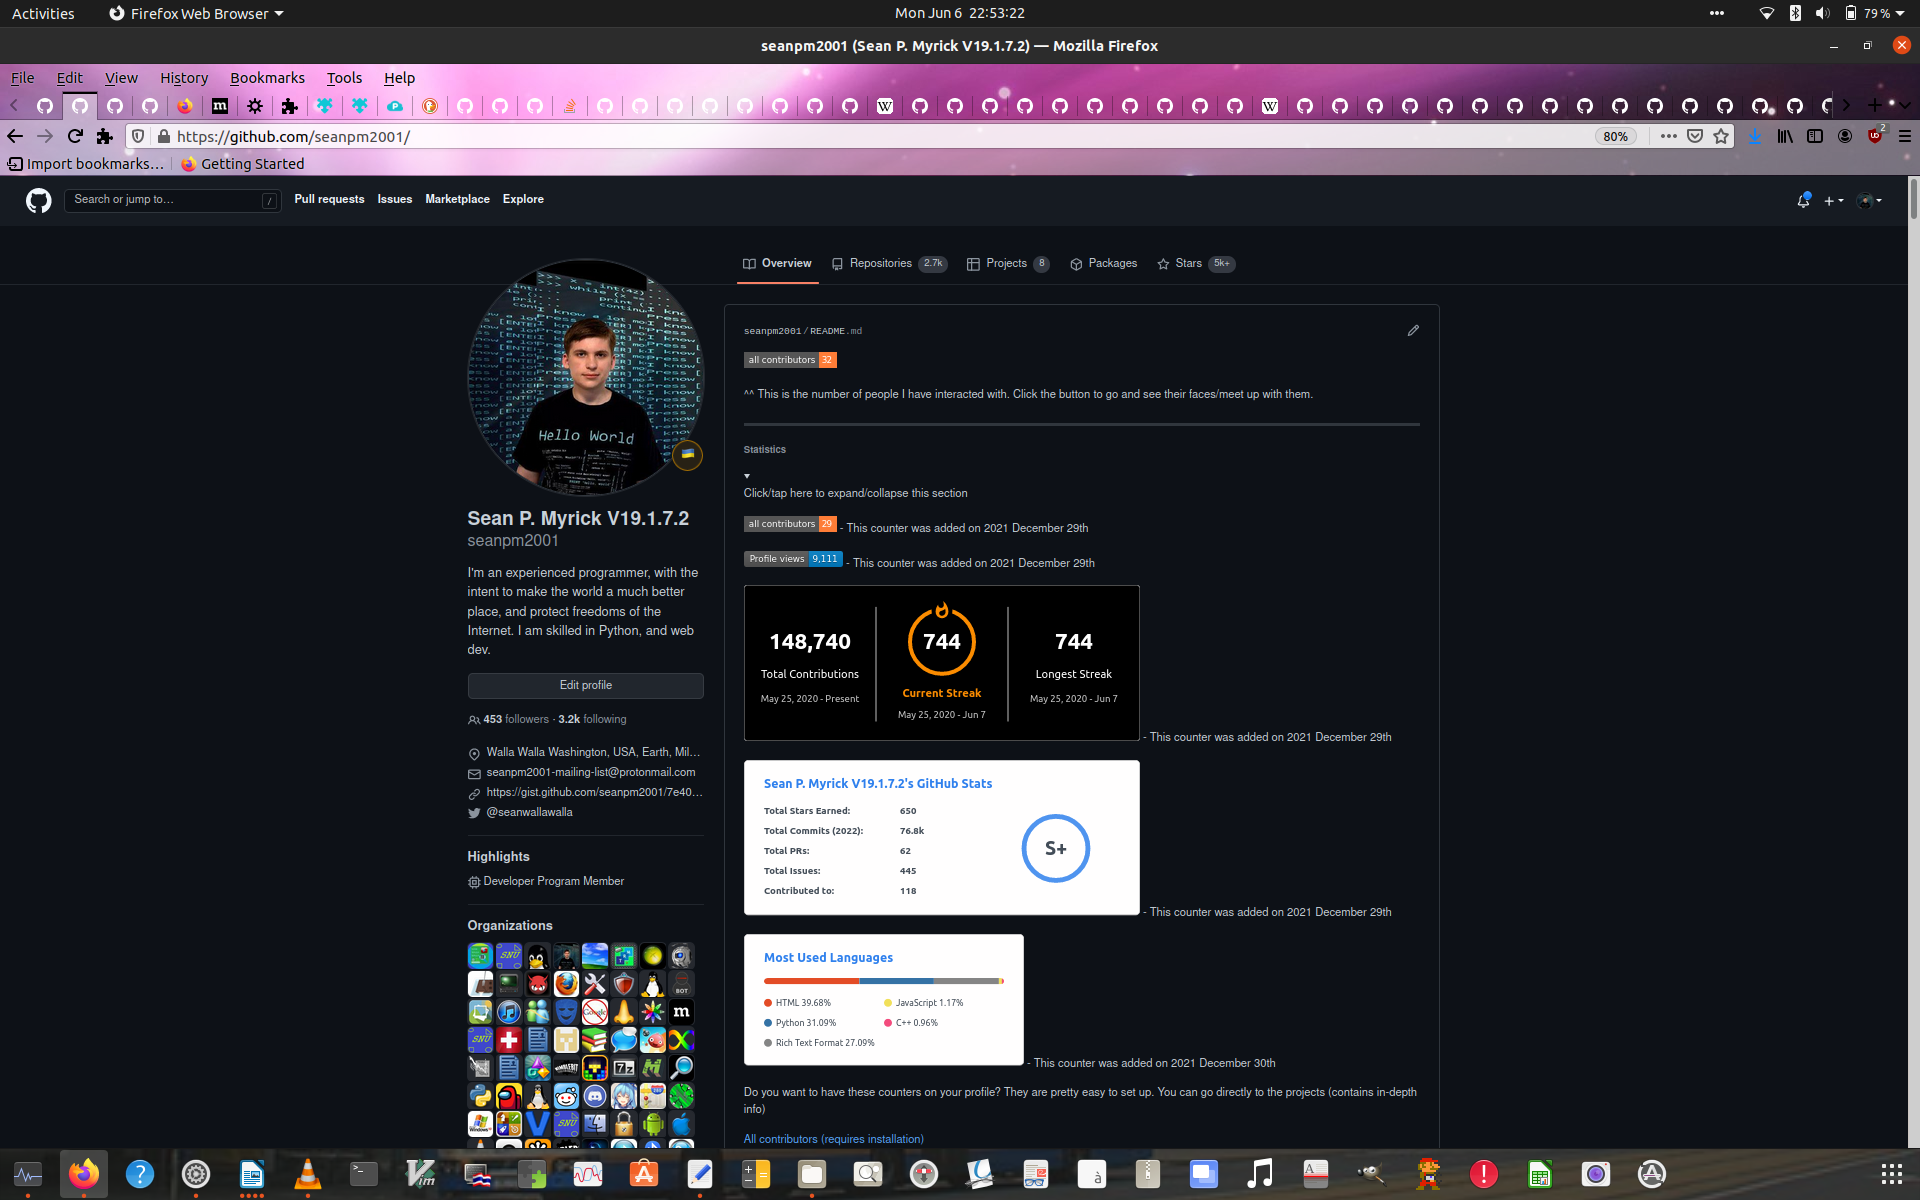 Activities
Firefox Web Browser
Mon Jun 6 22:53:22
79 %
seanpm2001 (Sean P. Myrick V19.1.7.2) — Mozilla Firefox
File Edit View History Bookmarks Tools Help
https://github.com/seanpm2001/
80%
2
Import bookmarks…
Getting Started
Search or jump to…
/
Pull requests Issues Marketplace Explore
Overview
Repositories 2.7k
Projects 8
Packages
Stars 5k+
Hello World
Sean P. Myrick V19.1.7.2
seanpm2001
I'm an experienced programmer, with the
intent to make the world a much better
place, and protect freedoms of the
Internet. I am skilled in Python, and web
dev.
Edit profile
453 followers · 3.2k following
Walla Walla Washington, USA, Earth, Mil…
seanpm2001-mailing-list@protonmail.com
https://gist.github.com/seanpm2001/7e40…
@seanwallawalla
Highlights
Developer Program Member
Organizations
seanpm2001/README.md
all contributors 32
^^ This is the number of people I have interacted with. Click the button to go and see their faces/meet up with them.
Statistics
Click/tap here to expand/collapse this section
all contributors 29 - This counter was added on 2021 December 29th
Profile views 9,111 - This counter was added on 2021 December 29th
148,740
Total Contributions
May 25, 2020 - Present
744
Current Streak
May 25, 2020 - Jun 7
744
Longest Streak
May 25, 2020 - Jun 7
- This counter was added on 2021 December 29th
Sean P. Myrick V19.1.7.2's GitHub Stats
Total Stars Earned: 650
Total Commits (2022): 76.8k
Total PRs: 62
Total Issues: 445
Contributed to: 118
S+
- This counter was added on 2021 December 29th
Most Used Languages
HTML 39.68%
JavaScript 1.17%
Python 31.09%
C++ 0.96%
Rich Text Format 27.09%
- This counter was added on 2021 December 30th
Do you want to have these counters on your profile? They are pretty easy to set up. You can go directly to the projects (contains in-depth
info)
All contributors (requires installation)